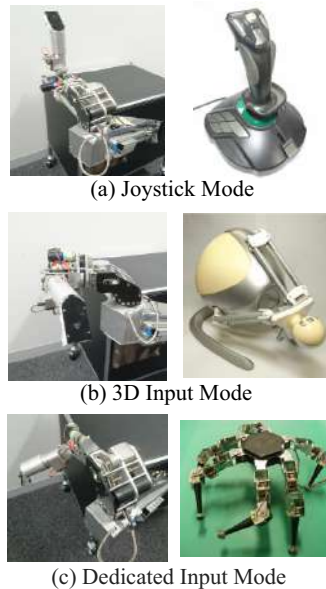 (a) Joystick Mode
(b) 3D Input Mode
(c) Dedicated Input Mode